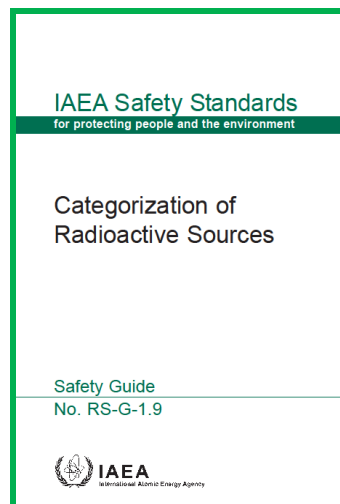 IAEA Safety Standards
for protecting people and the environment
Categorization of
Radioactive Sources
Safety Guide
No. RS-G-1.9
IAEA
International Atomic Energy Agency